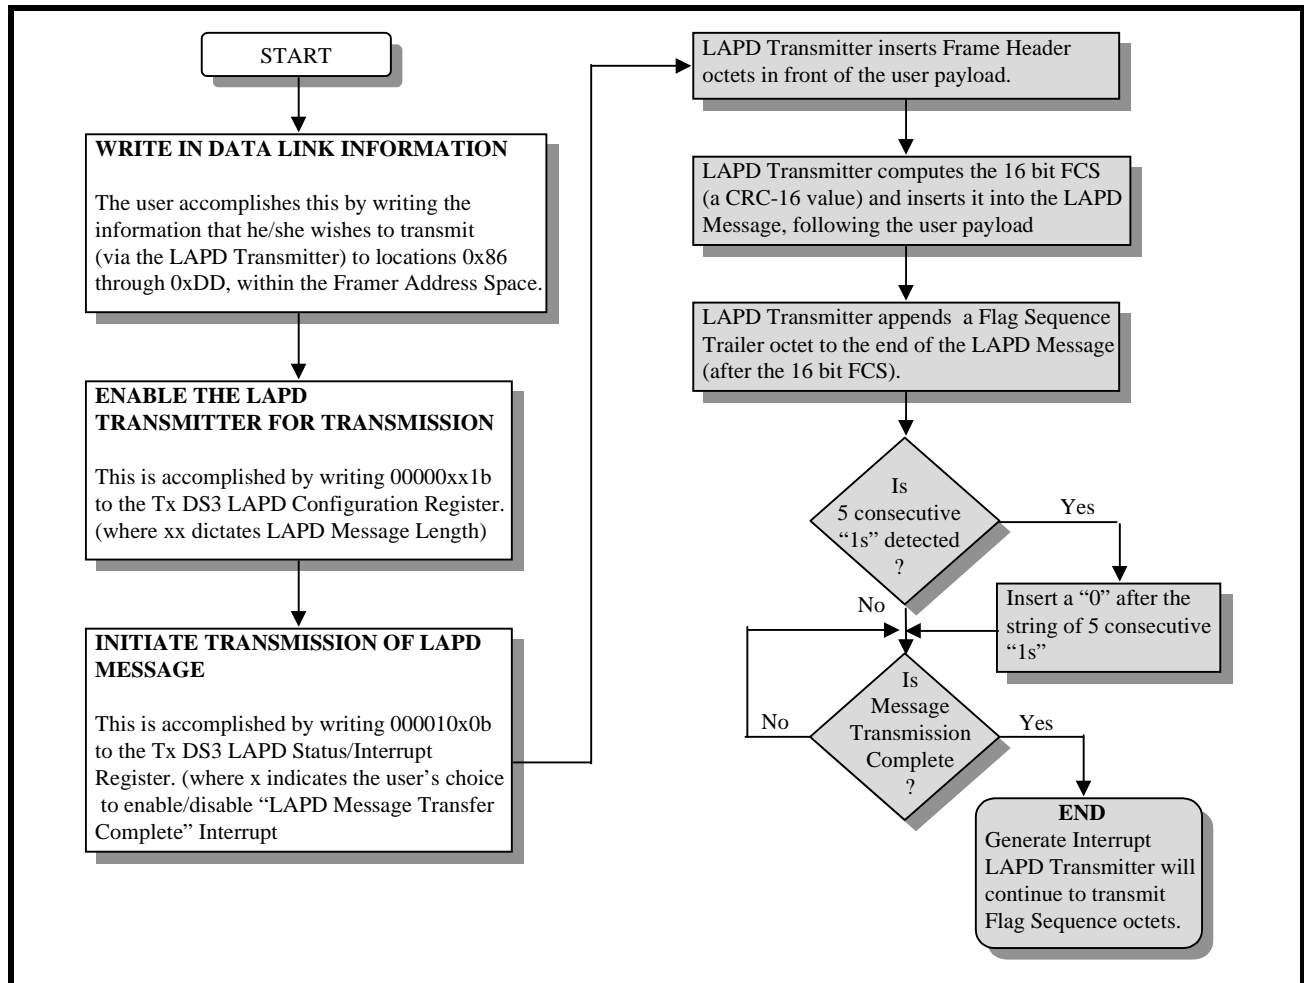 START
WRITE IN DATA LINK INFORMATION
The user accomplishes this by writing the
information that he/she wishes to transmit
(via the LAPD Transmitter) to locations 0x86
through 0xDD, within the Framer Address Space.
ENABLE THE LAPD
TRANSMITTER FOR TRANSMISSION
This is accomplished by writing 00000xx1b
to the Tx DS3 LAPD Configuration Register.
(where xx dictates LAPD Message Length)
INITIATE TRANSMISSION OF LAPD
MESSAGE
This is accomplished by writing 000010x0b
to the Tx DS3 LAPD Status/Interrupt
Register. (where x indicates the user’s choice
to enable/disable “LAPD Message Transfer
Complete” Interrupt
LAPD Transmitter inserts Frame Header
octets in front of the user payload.
LAPD Transmitter computes the 16 bit FCS
(a CRC-16 value) and inserts it into the LAPD
Message, following the user payload
LAPD Transmitter appends a Flag Sequence
Trailer octet to the end of the LAPD Message
(after the 16 bit FCS).
Is
5 consecutive
“1s” detected
?
Yes
No
Insert a “0” after the
string of 5 consecutive
“1s”
Is
Message
Transmission
Complete
?
No
Yes
END
Generate Interrupt
LAPD Transmitter will
continue to transmit
Flag Sequence octets.